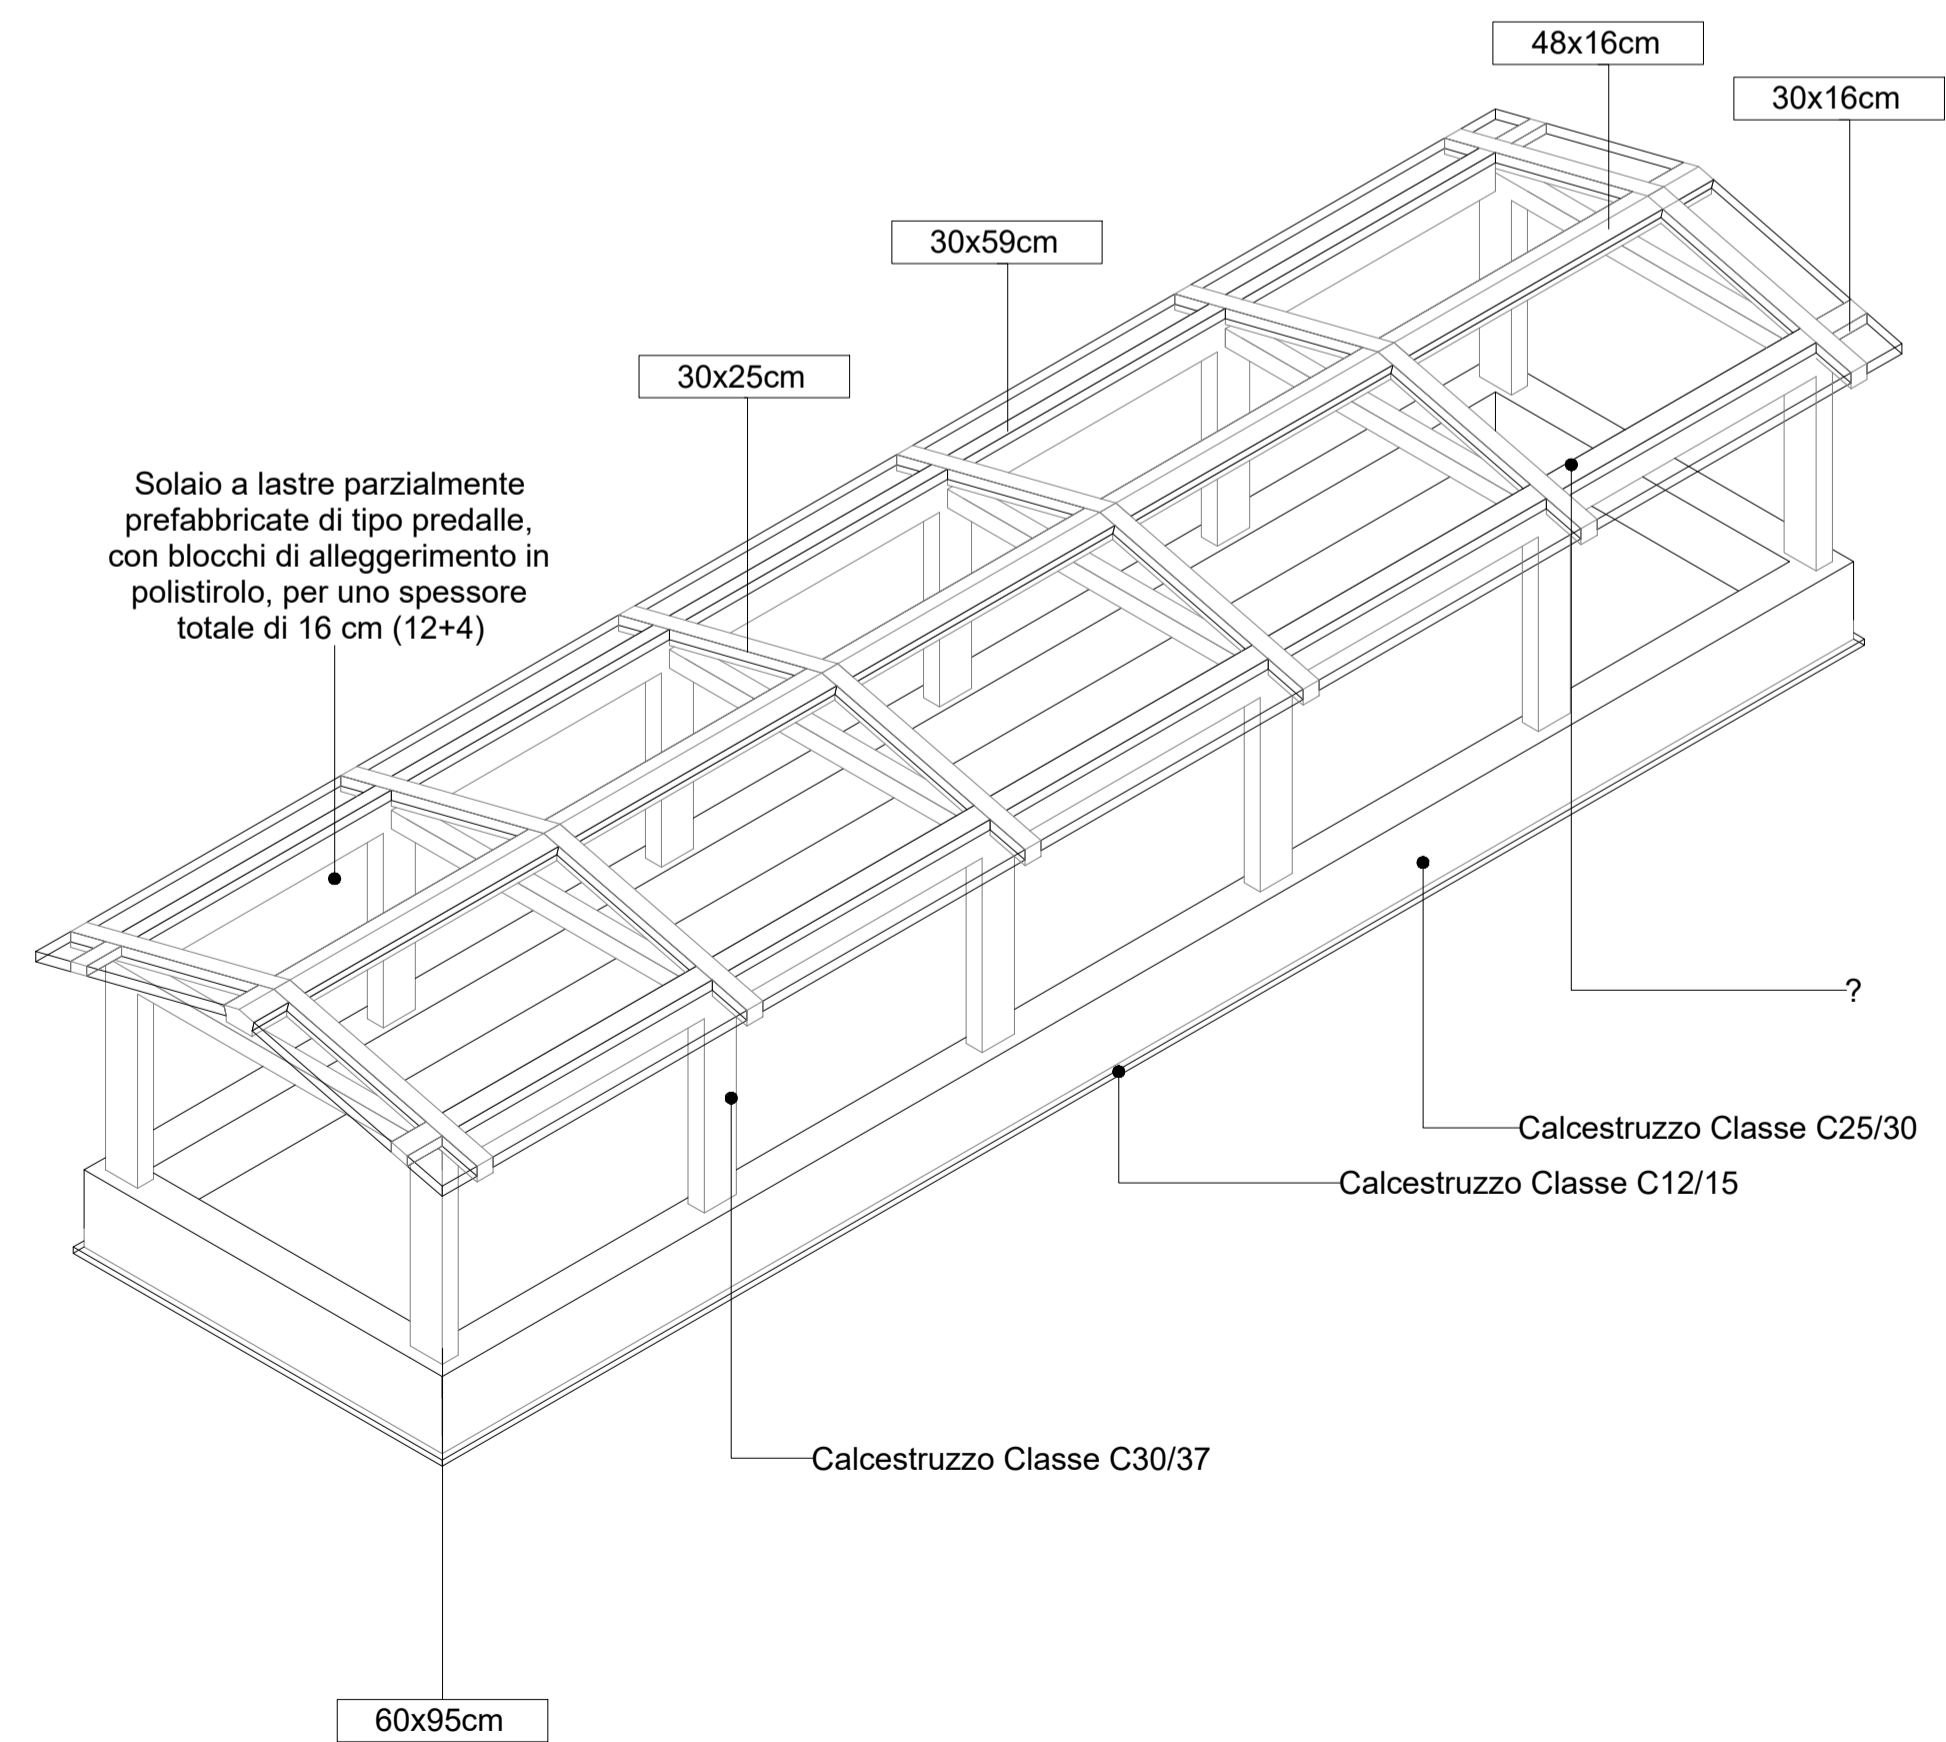 48x16cm
30x16cm
30x59cm
30x25cm
Solaio a lastre parzialmente
prefabbricate di tipo predalle,
con blocchi di alleggerimento in
polistirolo, per uno spessore
totale di 16 cm (12+4)
?
Calcestruzzo Classe C25/30
Calcestruzzo Classe C12/15
Calcestruzzo Classe C30/37
60x95cm